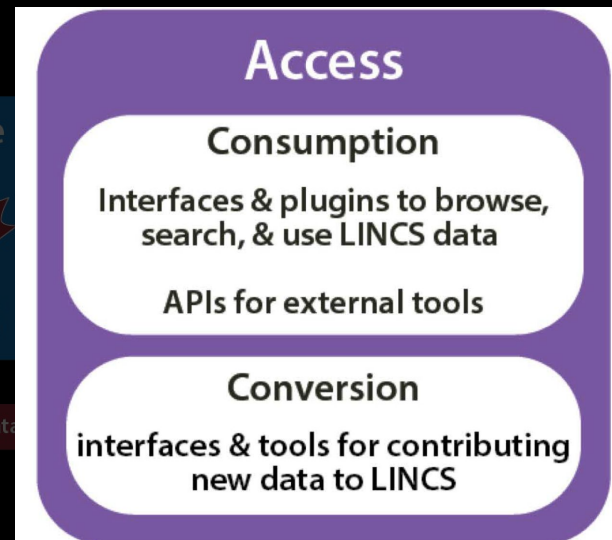 Access
Consumption
Interfaces & plugins to browse,
search, & use LINCS data
APIs for external tools
Conversion
interfaces & tools for contributing
new data to LINCS